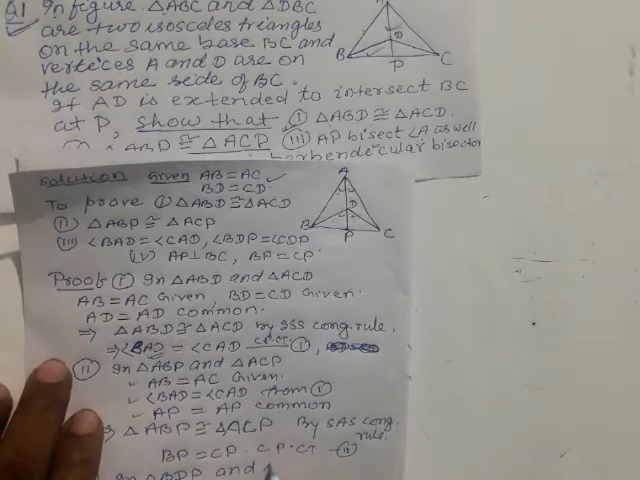 Q1 In figure △ABC and △DBC
are two isosceles triangles
on the same base BC and
vertices A and D are on
the same side of BC.
If AD is extended to intersect BC
at P, show that (i) △ABD ≅ △ACD.
△ABP ≅ △ACP (iii) AP bisect ∠A as well
perpendicular bisector
D
B P C
Solution Given AB = AC
BD = CD.
To prove (i) △ABD ≅ △ACD
(ii) △ABP ≅ △ACP
(iii) ∠BAD = ∠CAD, ∠BDP = ∠CDP
(iv) AP⊥BC, BP = CP.
A
D
B P C
Proof (i) In △ABD and △ACD
AB = AC Given, BD = CD Given.
AD = AD common.
⇒ △ABD ≅ △ACD by SSS cong. rule.
⇒ ∠BAD = ∠CAD CPCT (i),
(ii) In △ABP and △ACP
AB = AC Given.
∠BAD = ∠CAD from (i)
AP = AP common
⇒ △ABP ≅ △ACP By SAS cong.
rule.
BP = CP. CP.CT - (ii)
In △BDP and